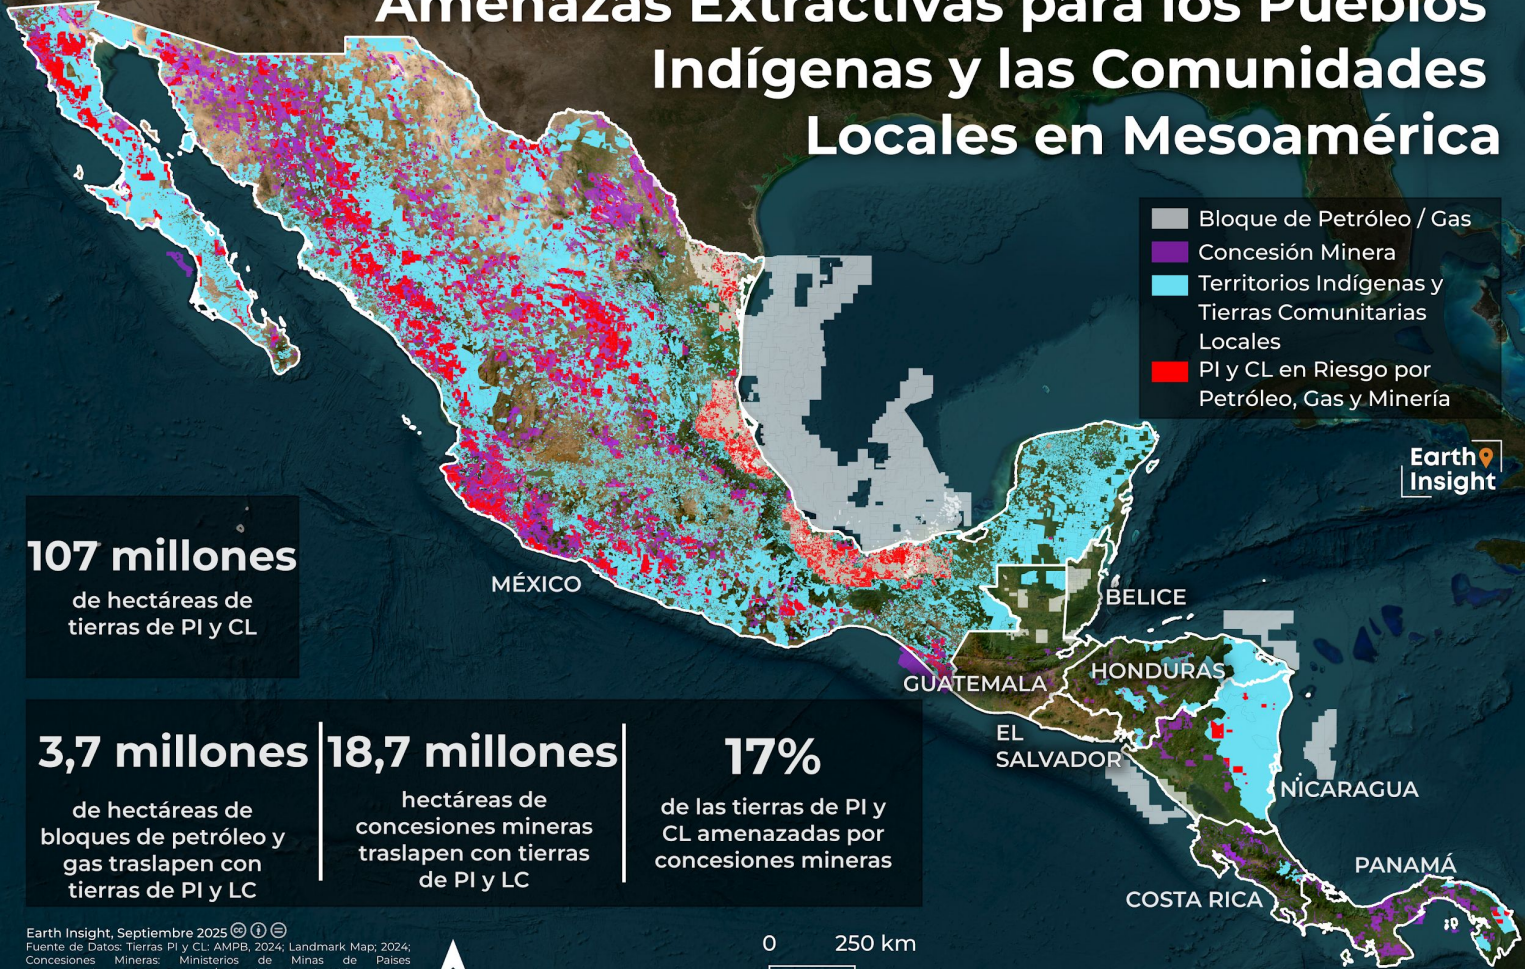 Amenazas Extractivas para los Pueblos
Indígenas y las Comunidades
Locales en Mesoamérica
Bloque de Petróleo / Gas
Concesión Minera
Territorios Indígenas y
Tierras Comunitarias
Locales
PI y CL en Riesgo por
Petróleo, Gas y Minería
Earth
Insight
107 millones
de hectáreas de
tierras de PI y CL
MÉXICO
BELICE
GUATEMALA
HONDURAS
EL
SALVADOR
NICARAGUA
COSTA RICA
PANAMÁ
3,7 millones
de hectáreas de
bloques de petróleo y
gas traslapen con
tierras de PI y LC
18,7 millones
hectáreas de
concesiones mineras
traslapen con tierras
de PI y LC
17%
de las tierras de PI y
CL amenazadas por
concesiones mineras
Earth Insight, Septiembre 2025
Fuente de Datos: Tierras PI y CL: AMPB, 2024; Landmark Map; 2024;
Concesiones Mineras: Ministerios de Minas de Paises
0 250 km